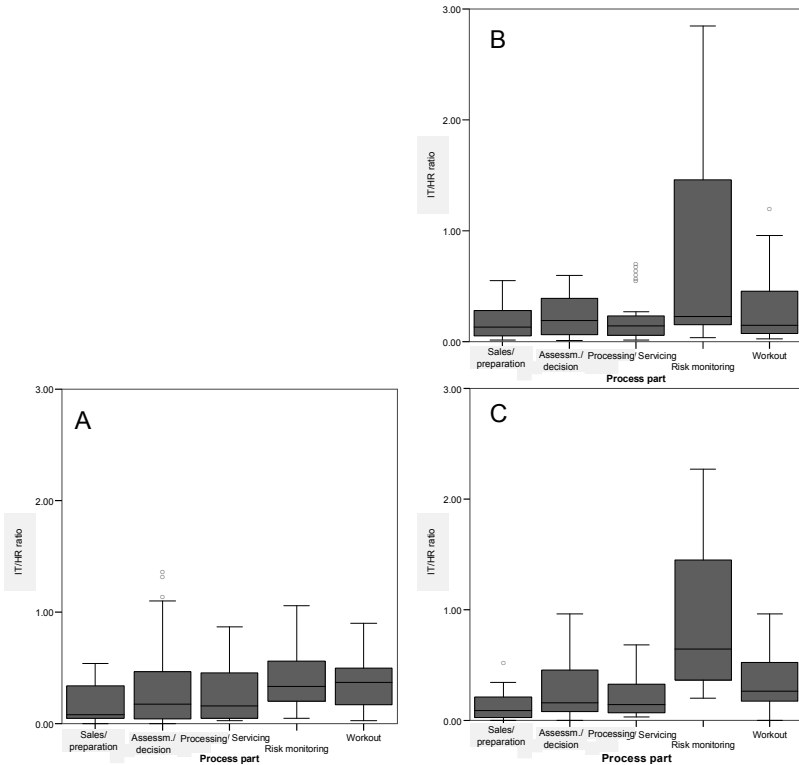 B
3.00
2.00
1.00
0.00
IT/HR ratio
Sales/
preparation
Assessm./
decision
Processing/ Servicing
Risk monitoring
Workout
Process part
A
3.00
2.00
1.00
0.00
IT/HR ratio
Sales/
preparation
Assessm./
decision
Processing/ Servicing
Risk monitoring
Workout
Process part
C
3.00
2.00
1.00
0.00
IT/HR ratio
Sales/
preparation
Assessm./
decision
Processing/ Servicing
Risk monitoring
Workout
Process part